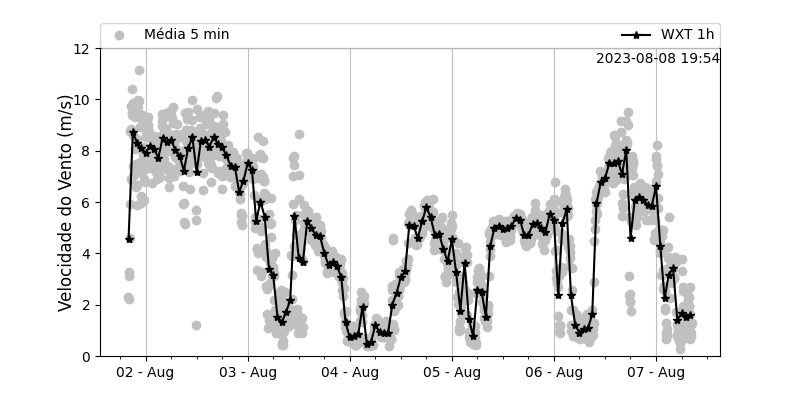 Média 5 min
WXT 1h
2023-08-08 19:54
Velocidade do Vento (m/s)
12
10
8
6
4
2
0
02 - Aug
03 - Aug
04 - Aug
05 - Aug
06 - Aug
07 - Aug